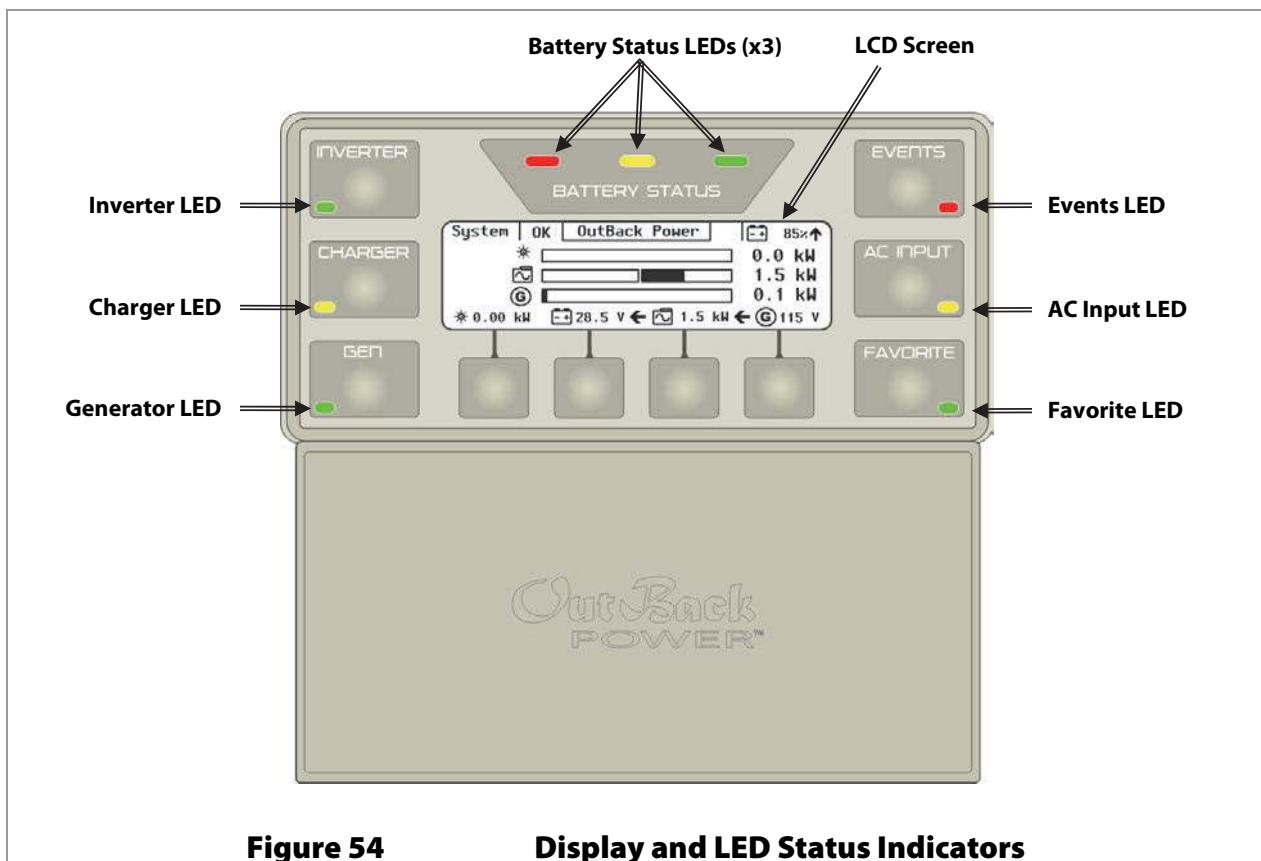 Battery Status LEDs (x3)
LCD Screen
INVERTER
EVENTS
BATTERY STATUS
Inverter LED
Events LED
System OK OutBack Power 85%
CHARGER
0.0 kW
AC INPUT
1.5 kW
Charger LED
G 0.1 kW
AC Input LED
0.00 kW 28.5 V 1.5 kW G 115 V
GEN
FAVORITE
Generator LED
Favorite LED
OutBack
POWER™
Figure 54 Display and LED Status Indicators